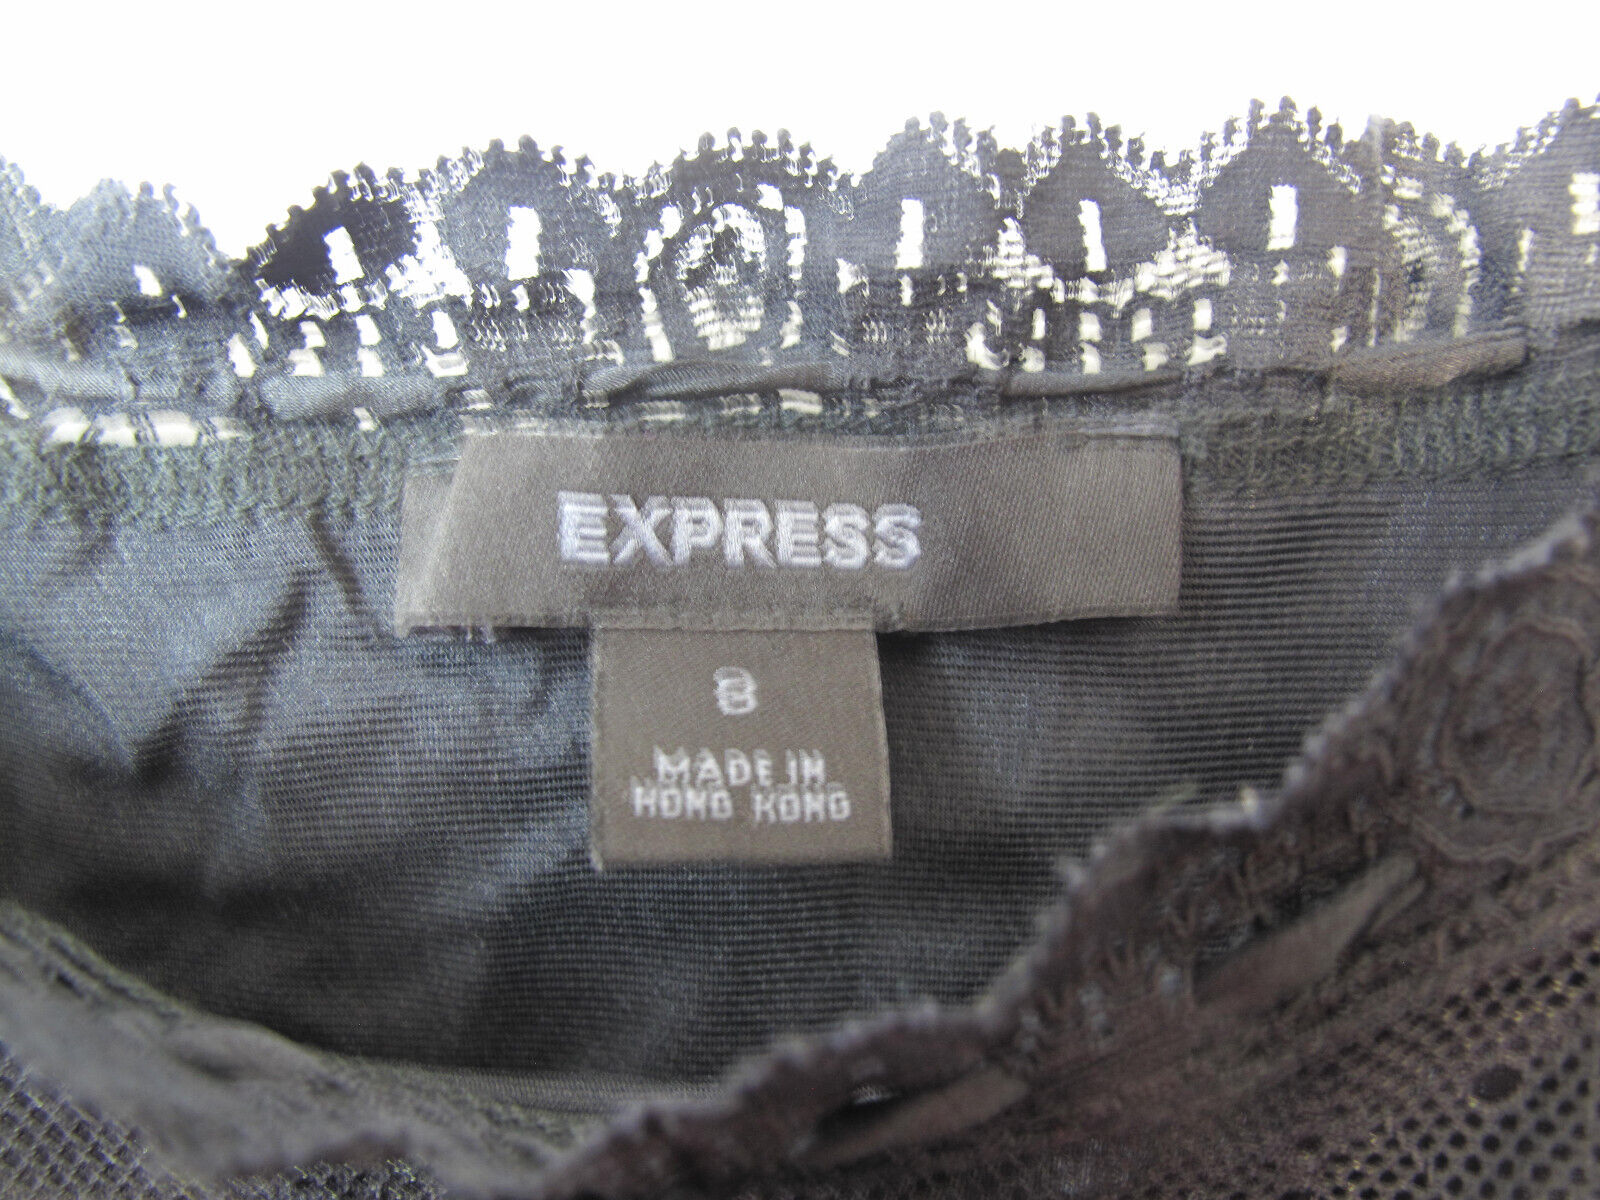 EXPRESS
8
MADE IN
HONG KONG